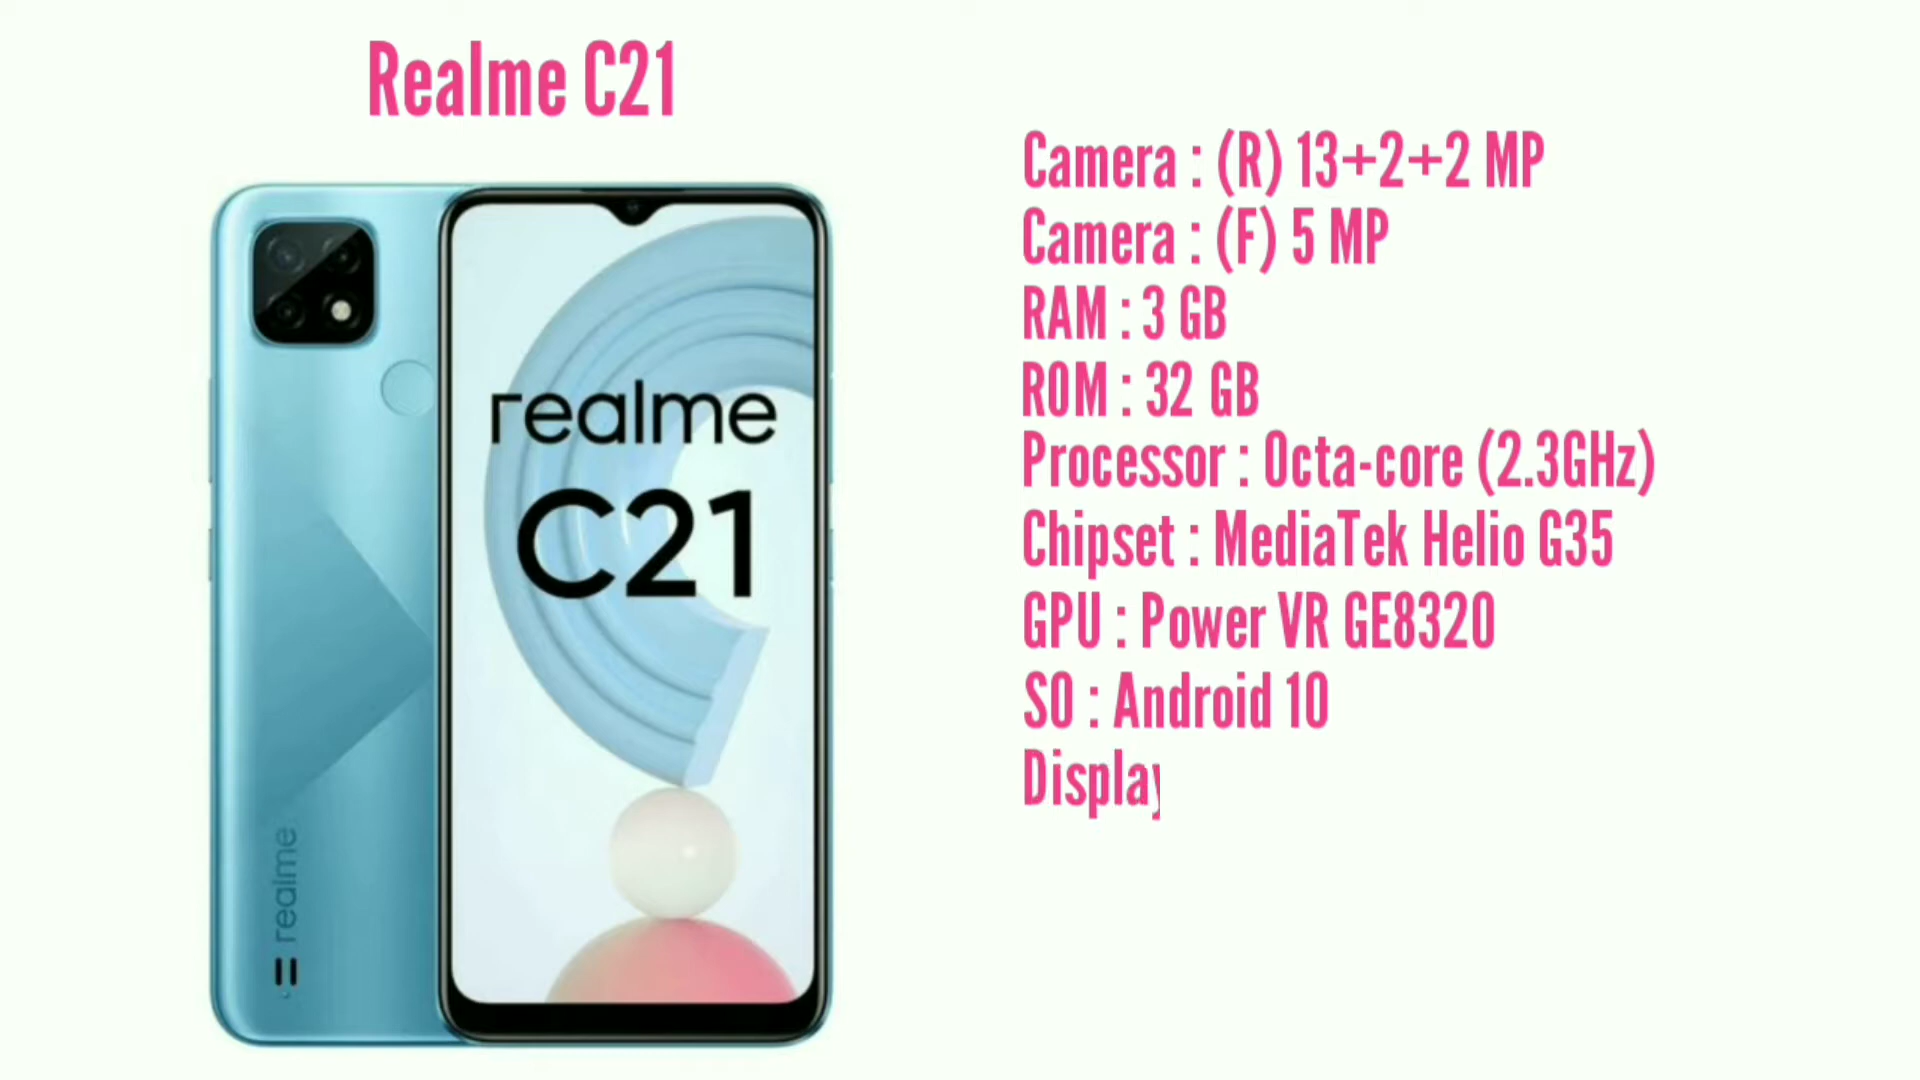 Realme C21
realme
C21
realme
Camera : (R) 13+2+2 MP
Camera : (F) 5 MP
RAM : 3 GB
ROM : 32 GB
Processor : Octa-core (2.3GHz)
Chipset : MediaTek Helio G35
GPU : Power VR GE8320
SO : Android 10
Display